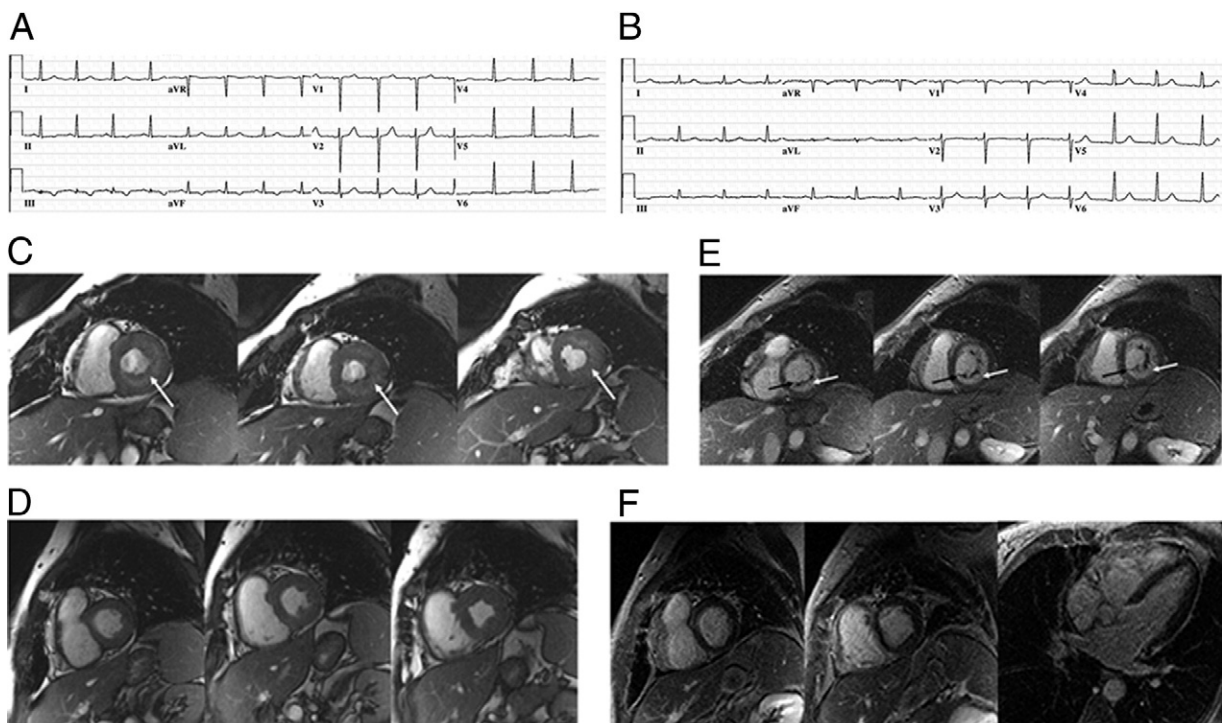 A
B
I aVR V1 V4
II aVL V2 V5
III aVF V3 V6
I aVR V1 V4
II aVL V2 V5
III aVF V3 V6
C
E
D
F